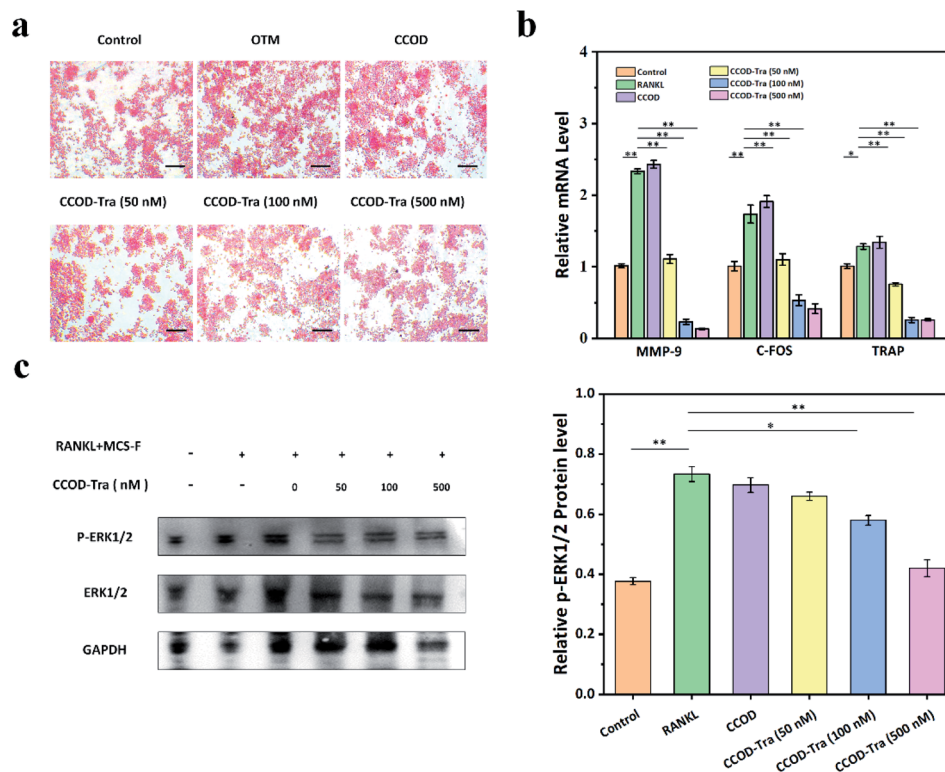 a
Control OTM CCOD
CCOD-Tra (50 nM) CCOD-Tra (100 nM) CCOD-Tra (500 nM)
b
Relative mRNA Level
4
3
2
1
0
Control
RANKL
CCOD
CCOD-Tra (50 nM)
CCOD-Tra (100 nM)
CCOD-Tra (500 nM)
** ** ** **
** ** ** **
* ** ** **
MMP-9 C-FOS TRAP
c
RANKL+MCS-F - + + + + +
CCOD-Tra ( nM ) - - 0 50 100 500
P-ERK1/2
ERK1/2
GAPDH
Relative p-ERK1/2 Protein level
1.0
0.8
0.6
0.4
0.2
0.0
**
*
**
Control
RANKL
CCOD
CCOD-Tra (50 nM)
CCOD-Tra (100 nM)
CCOD-Tra (500 nM)